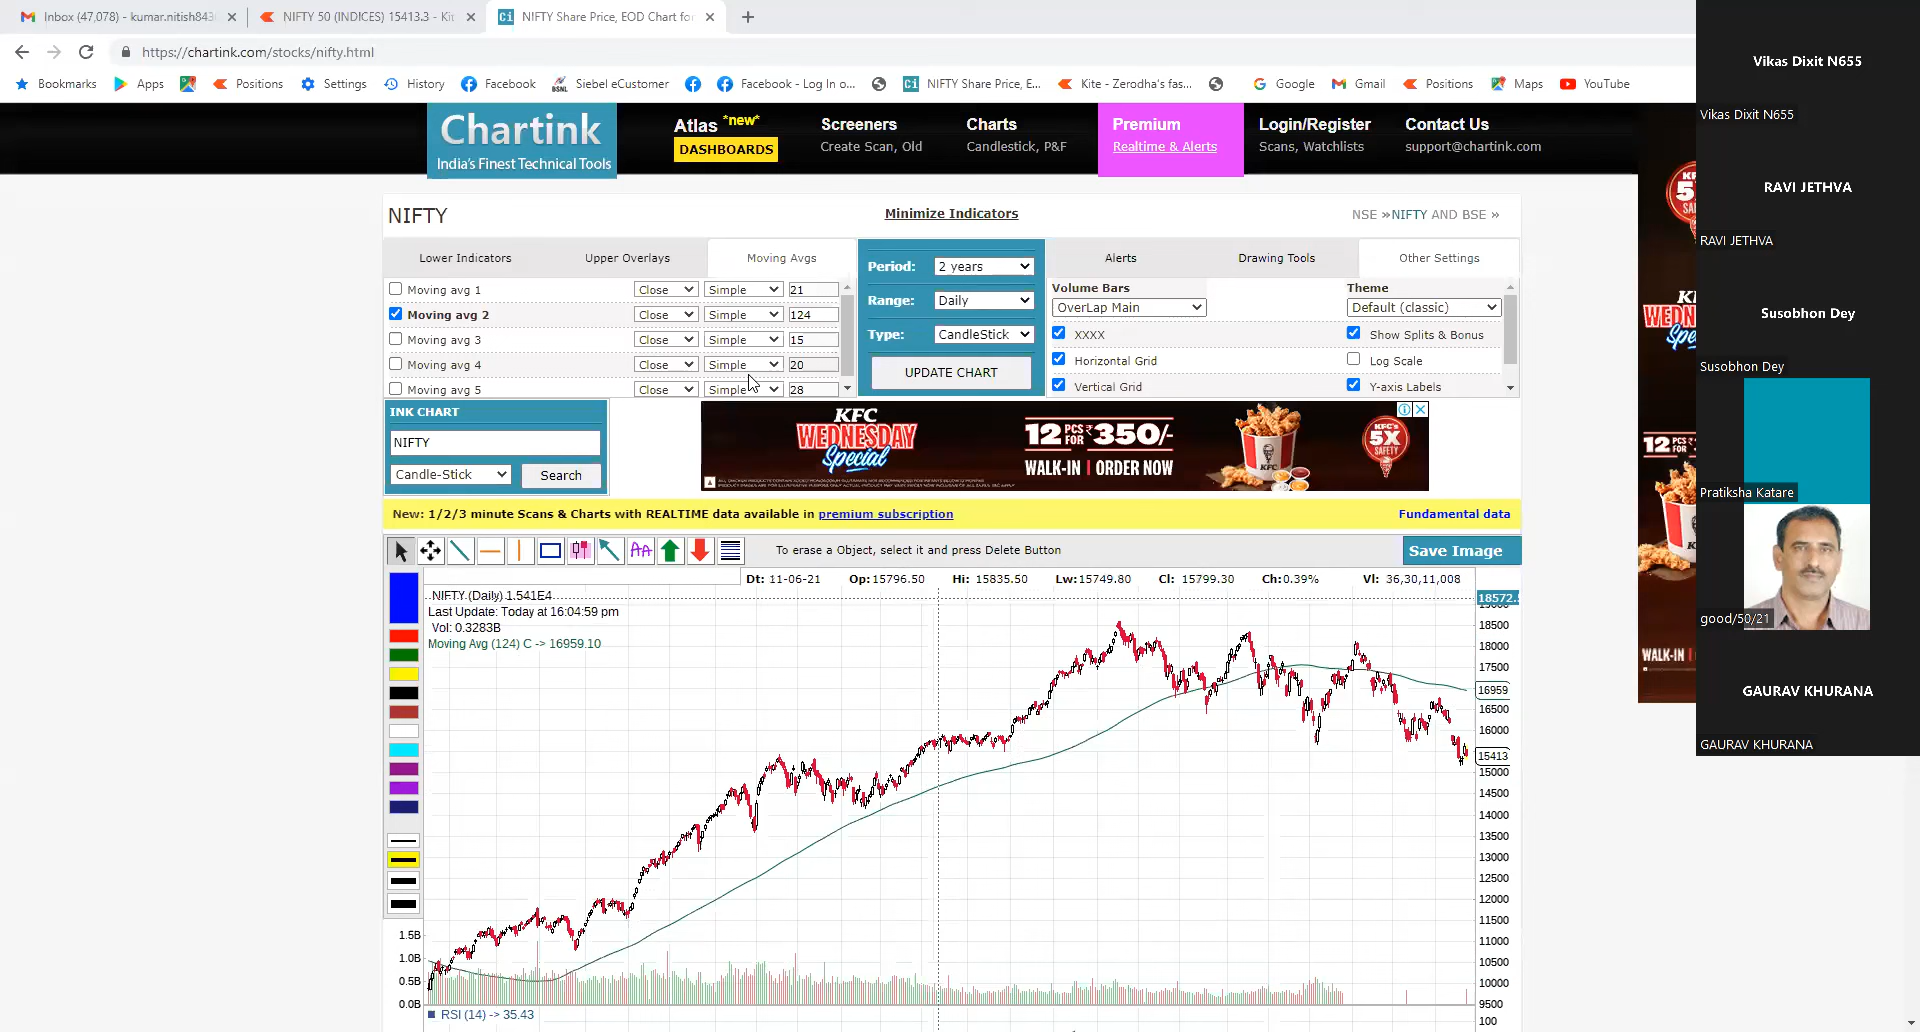 Inbox (47,078) - kumar.nitish843
NIFTY 50 (INDICES) 15413.3 - Kit
NIFTY Share Price, EOD Chart for
https://chartink.com/stocks/nifty.html
Bookmarks Apps Positions Settings History Facebook Siebel eCustomer Facebook - Log In o... NIFTY Share Price, E... Kite - Zerodha's fas... Google Gmail Positions Maps YouTube
Chartink
India's Finest Technical Tools
Atlas *new*
DASHBOARDS
Screeners
Create Scan, Old
Charts
Candlestick, P&F
Premium
Realtime & Alerts
Login/Register
Scans, Watchlists
Contact Us
support@chartink.com
NIFTY
Minimize Indicators
NSE »NIFTY AND BSE »
Lower Indicators Upper Overlays Moving Avgs
Moving avg 1 Close Simple 21
Moving avg 2 Close Simple 124
Moving avg 3 Close Simple 15
Moving avg 4 Close Simple 20
Moving avg 5 Close Simple 28
Period: 2 years
Range: Daily
Type: CandleStick
UPDATE CHART
Alerts Drawing Tools Other Settings
Volume Bars Theme
OverLap Main Default (classic)
XXXX Show Splits & Bonus
Horizontal Grid Log Scale
Vertical Grid Y-axis Labels
INK CHART
NIFTY
Candle-Stick Search
KFC
WEDNESDAY
Special
12 PCS FOR ₹350/-
WALK-IN | ORDER NOW
KFC'S
5X
SAFETY
New: 1/2/3 minute Scans & Charts with REALTIME data available in premium subscription
Fundamental data
AA
To erase a Object, select it and press Delete Button
Save Image
Dt: 11-06-21 Op:15796.50 Hi: 15835.50 Lw:15749.80 Cl: 15799.30 Ch:0.39% Vl: 36,30,11,008
NIFTY (Daily) 1.541E4
Last Update: Today at 16:04:59 pm
Vol: 0.3283B
Moving Avg (124) C -> 16959.10
18572.
18500
18000
17500
16959
16500
16000
15413
15000
14500
14000
13500
13000
12500
12000
11500
11000
10500
10000
9500
100
1.5B
1.0B
0.5B
0.0B
RSI (14) -> 35.43
Vikas Dixit N655
Vikas Dixit N655
RAVI JETHVA
RAVI JETHVA
Susobhon Dey
Susobhon Dey
Pratiksha Katare
good/50/21
GAURAV KHURANA
GAURAV KHURANA